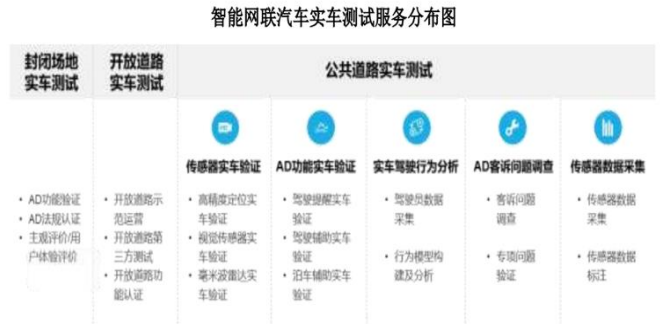 智能网联汽车实车测试服务分布图
封闭场地
实车测试
开放道路
实车测试
公共道路实车测试
传感器实车验证
AD功能实车验证
实车驾驶行为分析
AD客诉问题调查
传感器数据采集
• AD功能验证
• AD法规认证
• 主观评价/用
户体验评价
• 开放道路示
范运营
• 开放道路第
三方测试
• 开放道路功
能认证
• 高精度定位实
车验证
• 视觉传感器实
车验证
• 毫米波雷达实
车验证
• 驾驶提醒实车
验证
• 驾驶辅助实车
验证
• 泊车辅助实车
验证
• 驾驶员数据
采集
• 行为模型构
建及分析
• 客诉问题
调查
• 专项问题
验证
• 传感器数据
采集
• 传感器数据
标注